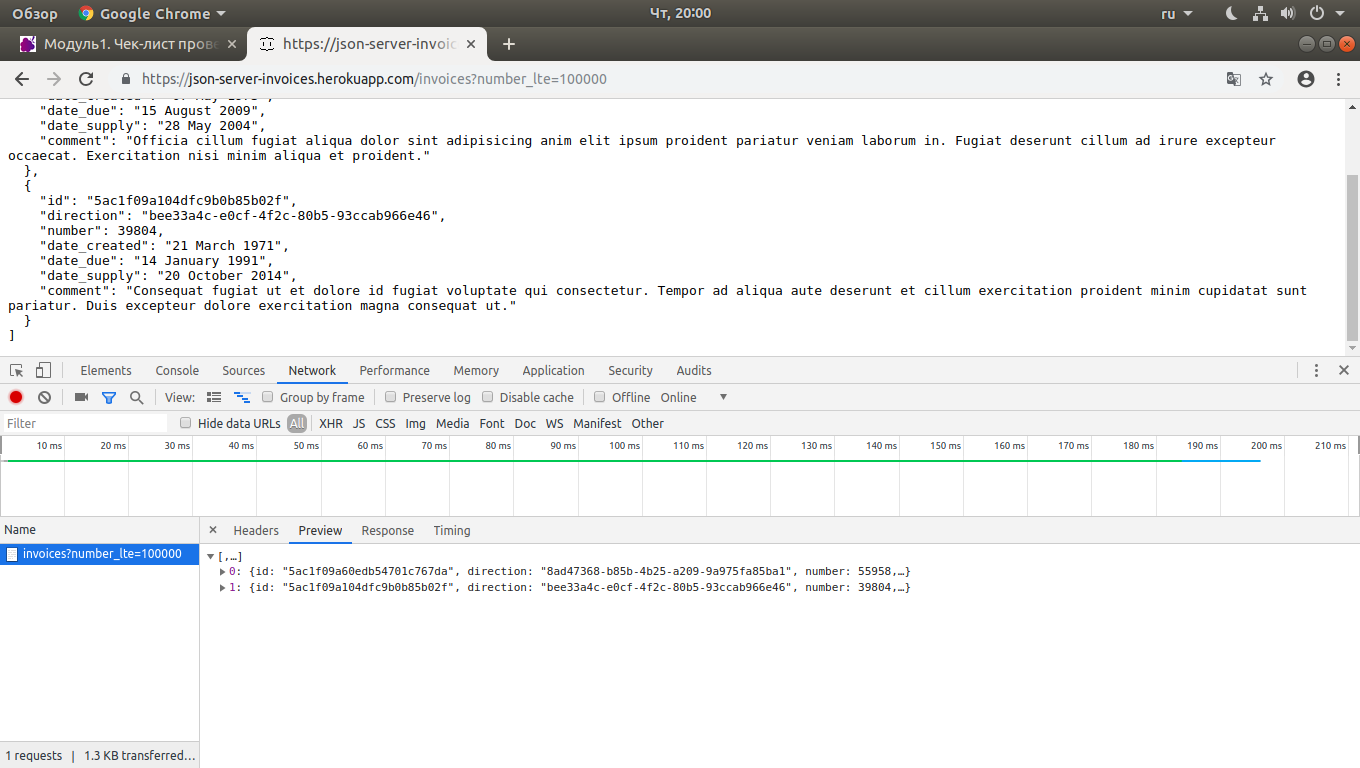 Обзор Google Chrome Чт, 20:00 ru
Модуль1. Чек-лист прове https://json-server-invoic
https://json-server-invoices.herokuapp.com/invoices?number_lte=100000
"date_due": "15 August 2009",
"date_supply": "28 May 2004",
"comment": "Officia cillum fugiat aliqua dolor sint adipisicing anim elit ipsum proident pariatur veniam laborum in. Fugiat deserunt cillum ad irure excepteur
occaecat. Exercitation nisi minim aliqua et proident."
},
{
"id": "5ac1f09a104dfc9b0b85b02f",
"direction": "bee33a4c-e0cf-4f2c-80b5-93ccab966e46",
"number": 39804,
"date_created": "21 March 1971",
"date_due": "14 January 1991",
"date_supply": "20 October 2014",
"comment": "Consequat fugiat ut et dolore id fugiat voluptate qui consectetur. Tempor ad aliqua aute deserunt et cillum exercitation proident minim cupidatat sunt
pariatur. Duis excepteur dolore exercitation magna consequat ut."
}
]
Elements Console Sources Network Performance Memory Application Security Audits
View: Group by frame Preserve log Disable cache Offline Online
Filter Hide data URLs All XHR JS CSS Img Media Font Doc WS Manifest Other
10 ms 20 ms 30 ms 40 ms 50 ms 60 ms 70 ms 80 ms 90 ms 100 ms 110 ms 120 ms 130 ms 140 ms 150 ms 160 ms 170 ms 180 ms 190 ms 200 ms 210 ms
Name × Headers Preview Response Timing
invoices?number_lte=100000
[,…]
0: {id: "5ac1f09a60edb54701c767da", direction: "8ad47368-b85b-4b25-a209-9a975fa85ba1", number: 55958,…}
1: {id: "5ac1f09a104dfc9b0b85b02f", direction: "bee33a4c-e0cf-4f2c-80b5-93ccab966e46", number: 39804,…}
1 requests | 1.3 KB transferred…